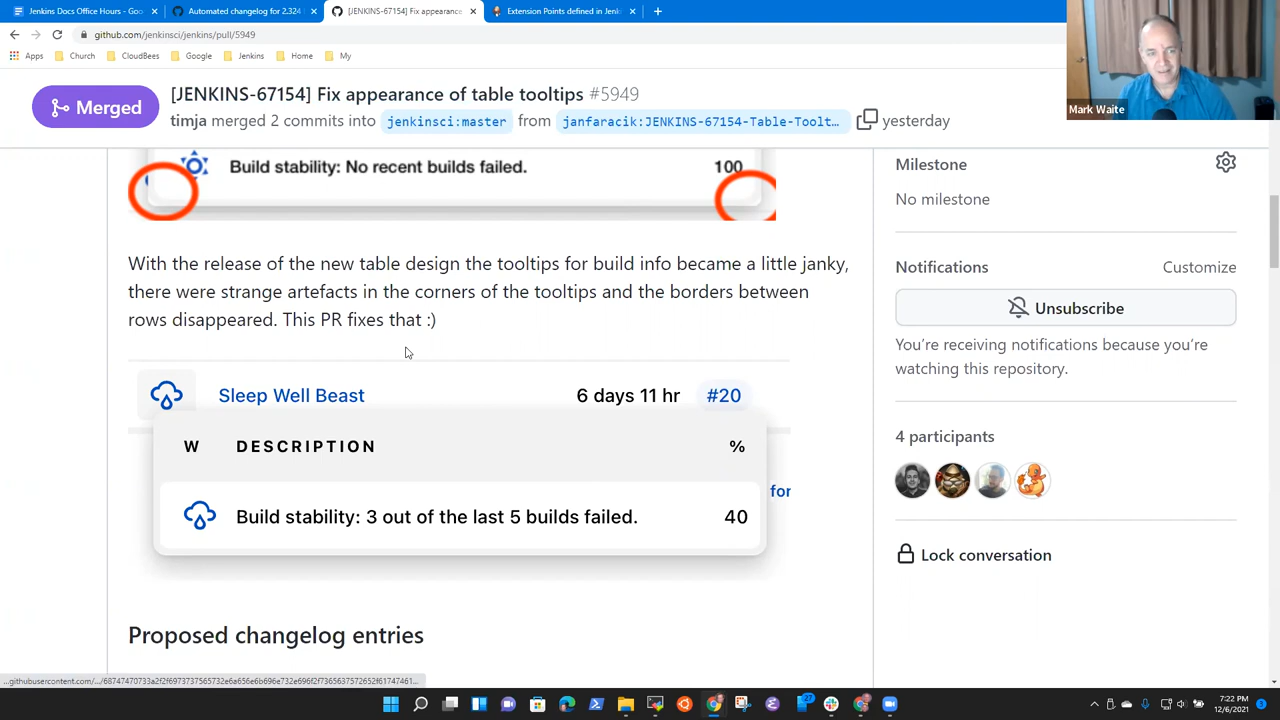 Jenkins Docs Office Hours - Goo
Automated changelog for 2.324
[JENKINS-67154] Fix appearance
Extension Points defined in Jenk
github.com/jenkinsci/jenkins/pull/5949
Apps
Church
CloudBees
Google
Jenkins
Home
My
Mark Waite
Merged
[JENKINS-67154] Fix appearance of table tooltips #5949
timja merged 2 commits into jenkinsci:master from janfaracik:JENKINS-67154-Table-Toolt… yesterday
Build stability: No recent builds failed. 100
With the release of the new table design the tooltips for build info became a little janky,
there were strange artefacts in the corners of the tooltips and the borders between
rows disappeared. This PR fixes that :)
Sleep Well Beast 6 days 11 hr #20
W DESCRIPTION %
for
Build stability: 3 out of the last 5 builds failed. 40
Proposed changelog entries
Milestone
No milestone
Notifications Customize
Unsubscribe
You're receiving notifications because you're
watching this repository.
4 participants
Lock conversation
7:22 PM
12/6/2021